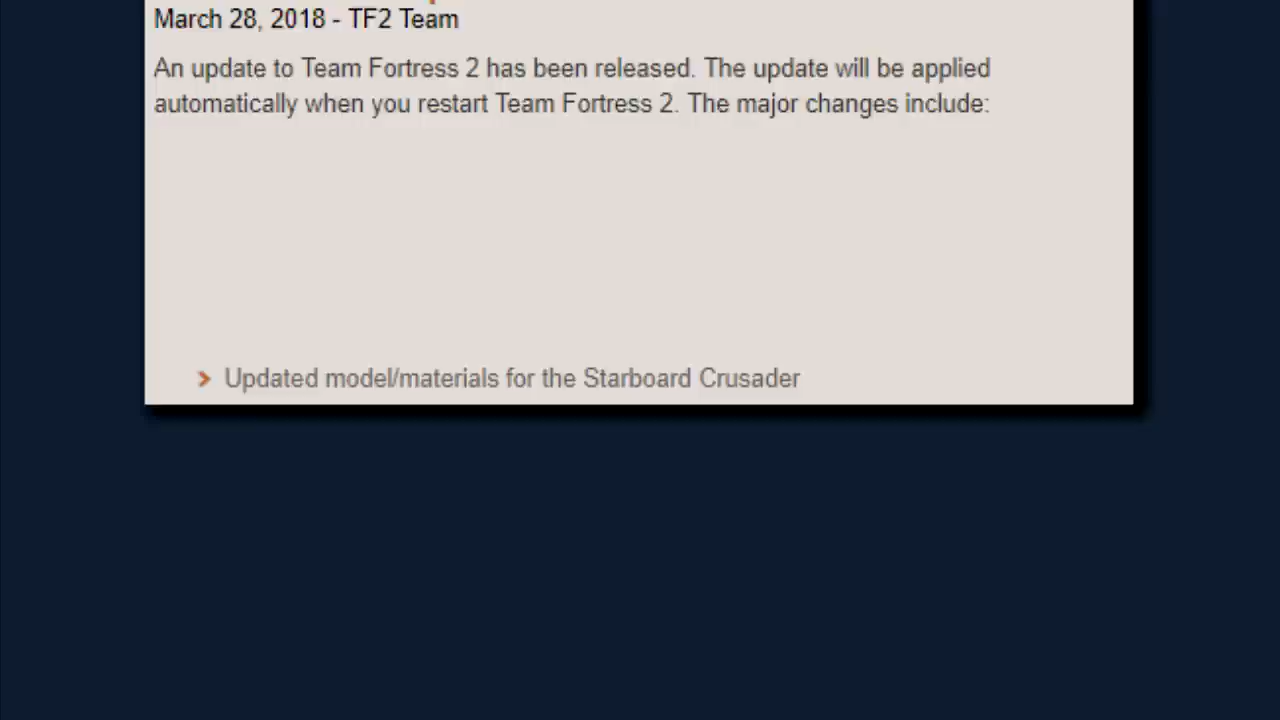 March 28, 2018 - TF2 Team
An update to Team Fortress 2 has been released. The update will be applied
automatically when you restart Team Fortress 2. The major changes include:
Updated model/materials for the Starboard Crusader